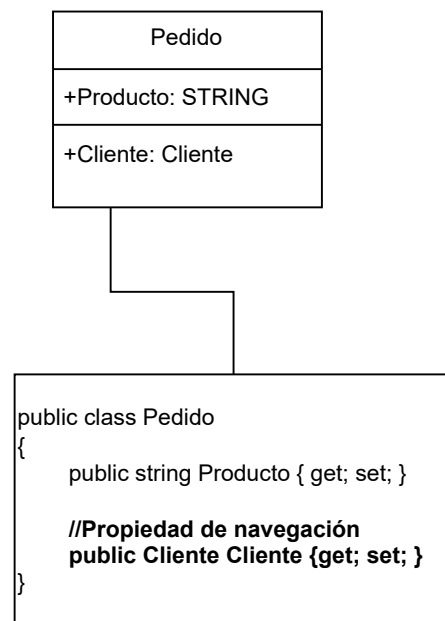 Pedido
+Producto: STRING
+Cliente: Cliente
public class Pedido
{
public string Producto { get; set; }
//Propiedad de navegación
public Cliente Cliente {get; set; }
}